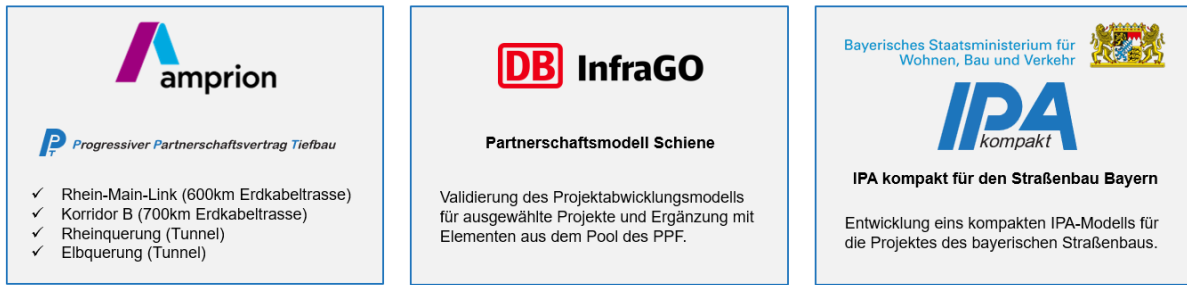 amprion
PPT Progressiver Partnerschaftsvertrag Tiefbau
✓ Rhein-Main-Link (600km Erdkabeltrasse)
✓ Korridor B (700km Erdkabeltrasse)
✓ Rheinquerung (Tunnel)
✓ Elbquerung (Tunnel)
DB InfraGO
Partnerschaftsmodell Schiene
Validierung des Projektabwicklungsmodells
für ausgewählte Projekte und Ergänzung mit
Elementen aus dem Pool des PPF.
Bayerisches Staatsministerium für
Wohnen, Bau und Verkehr
IPA
kompakt
IPA kompakt für den Straßenbau Bayern
Entwicklung eins kompakten IPA-Modells für
die Projektes des bayerischen Straßenbaus.